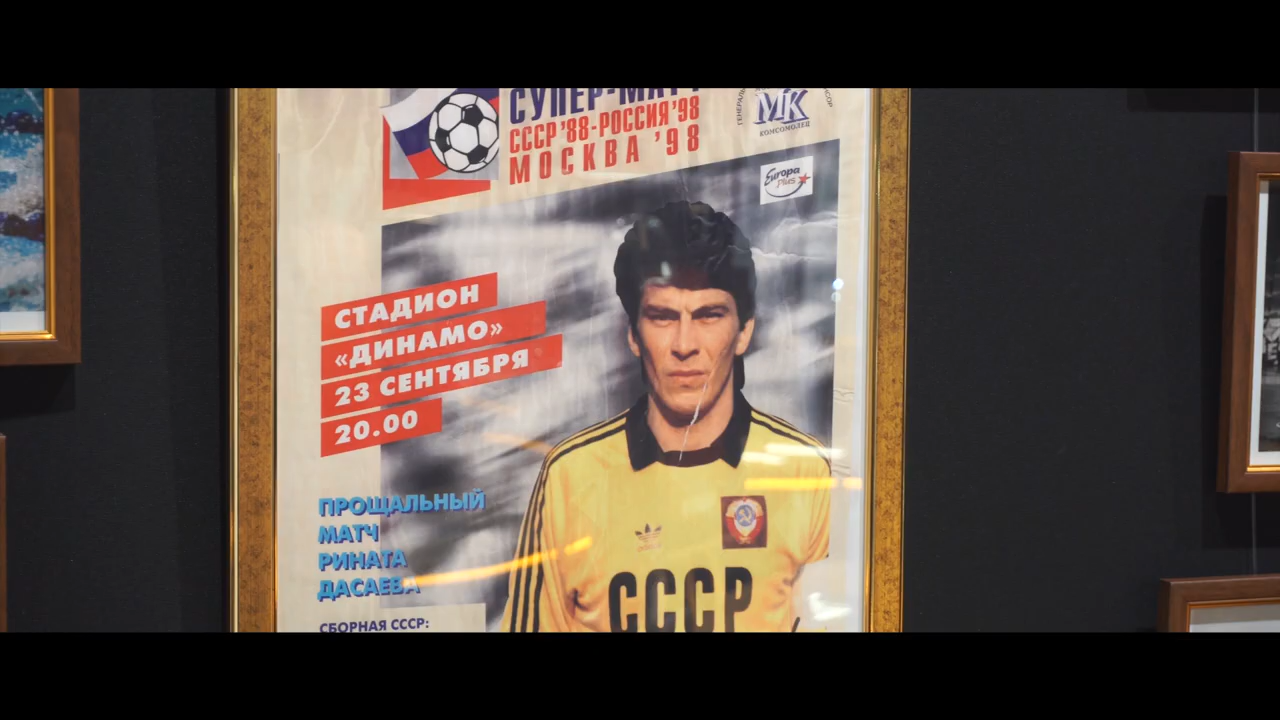 СУПЕР-МАТЧ
СССР '88-РОССИЯ '98
МОСКВА '98
МК
КОМСОМОЛЕЦ
Europa
Plus
СТАДИОН
«ДИНАМО»
23 СЕНТЯБРЯ
20.00
ПРОЩАЛЬНЫЙ
МАТЧ
РИНАТА
ДАСАЕВА
СБОРНАЯ СССР:
СССР